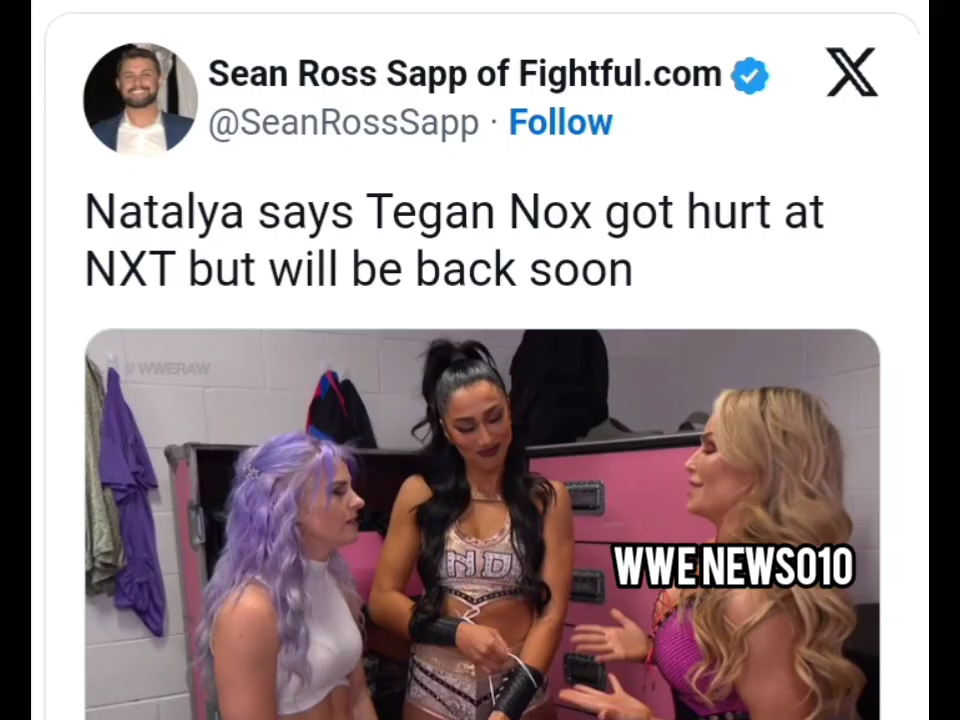 Sean Ross Sapp of Fightful.com
@SeanRossSapp · Follow
Natalya says Tegan Nox got hurt at
NXT but will be back soon
WWERAW
ND
WWE NEWS010